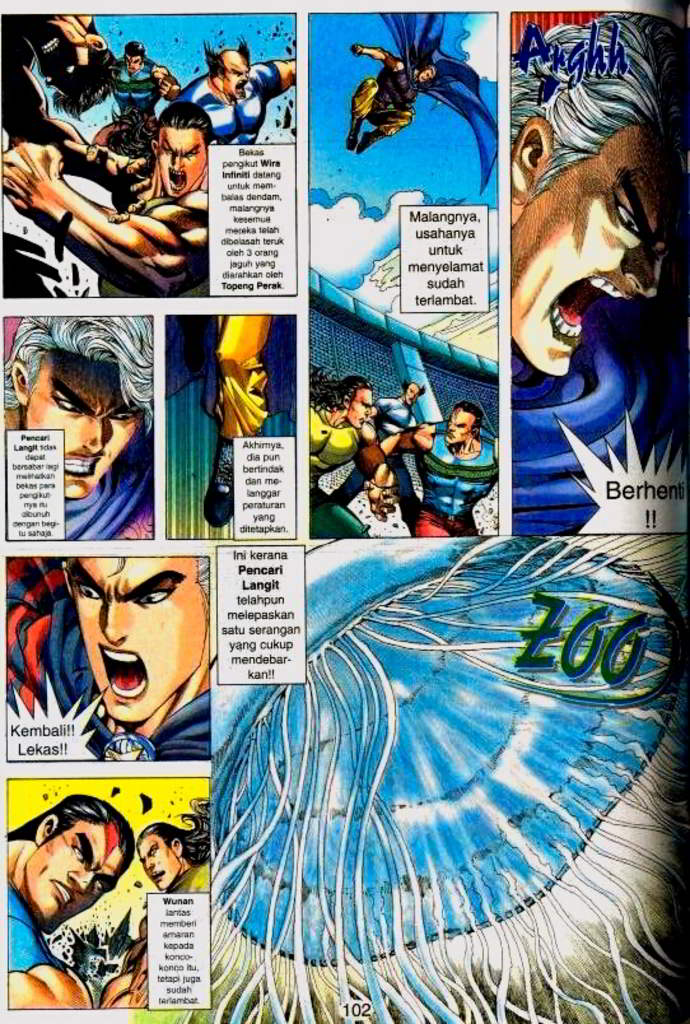 Bekas
pengikut Wira
Infiniti datang
untuk mem-
balas dendam,
malangnya
kesemua
mereka telah
dibelasah teruk
oleh 3 orang
jaguh yang
diarahkan oleh
Topeng Perak.
Malangnya,
usahanya
untuk
menyelamat
sudah
terlambat.
Arghh
Berhenti
!!
Pencari
Langit tidak
dapat
bersabar lagi
melihatkan
bekas para
pengikut-
nya itu
dibunuh
dengan begi-
tu sahaja.
Akhirnya,
dia pun
bertindak
dan me-
langgar
peraturan
yang
ditetapkan.
Ini kerana
Pencari
Langit
telahpun
melepaskan
satu serangan
yang cukup
mendebar-
kan!!
ZOO
Kembali!!
Lekas!!
Wunan
lantas
memberi
amaran
kepada
konco-
konco itu,
tetapi juga
sudah
terlambat.
102